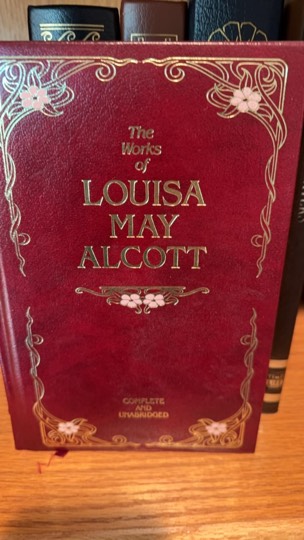 The
Works
of
LOUISA
MAY
ALCOTT
COMPLETE
AND
UNABRIDGED